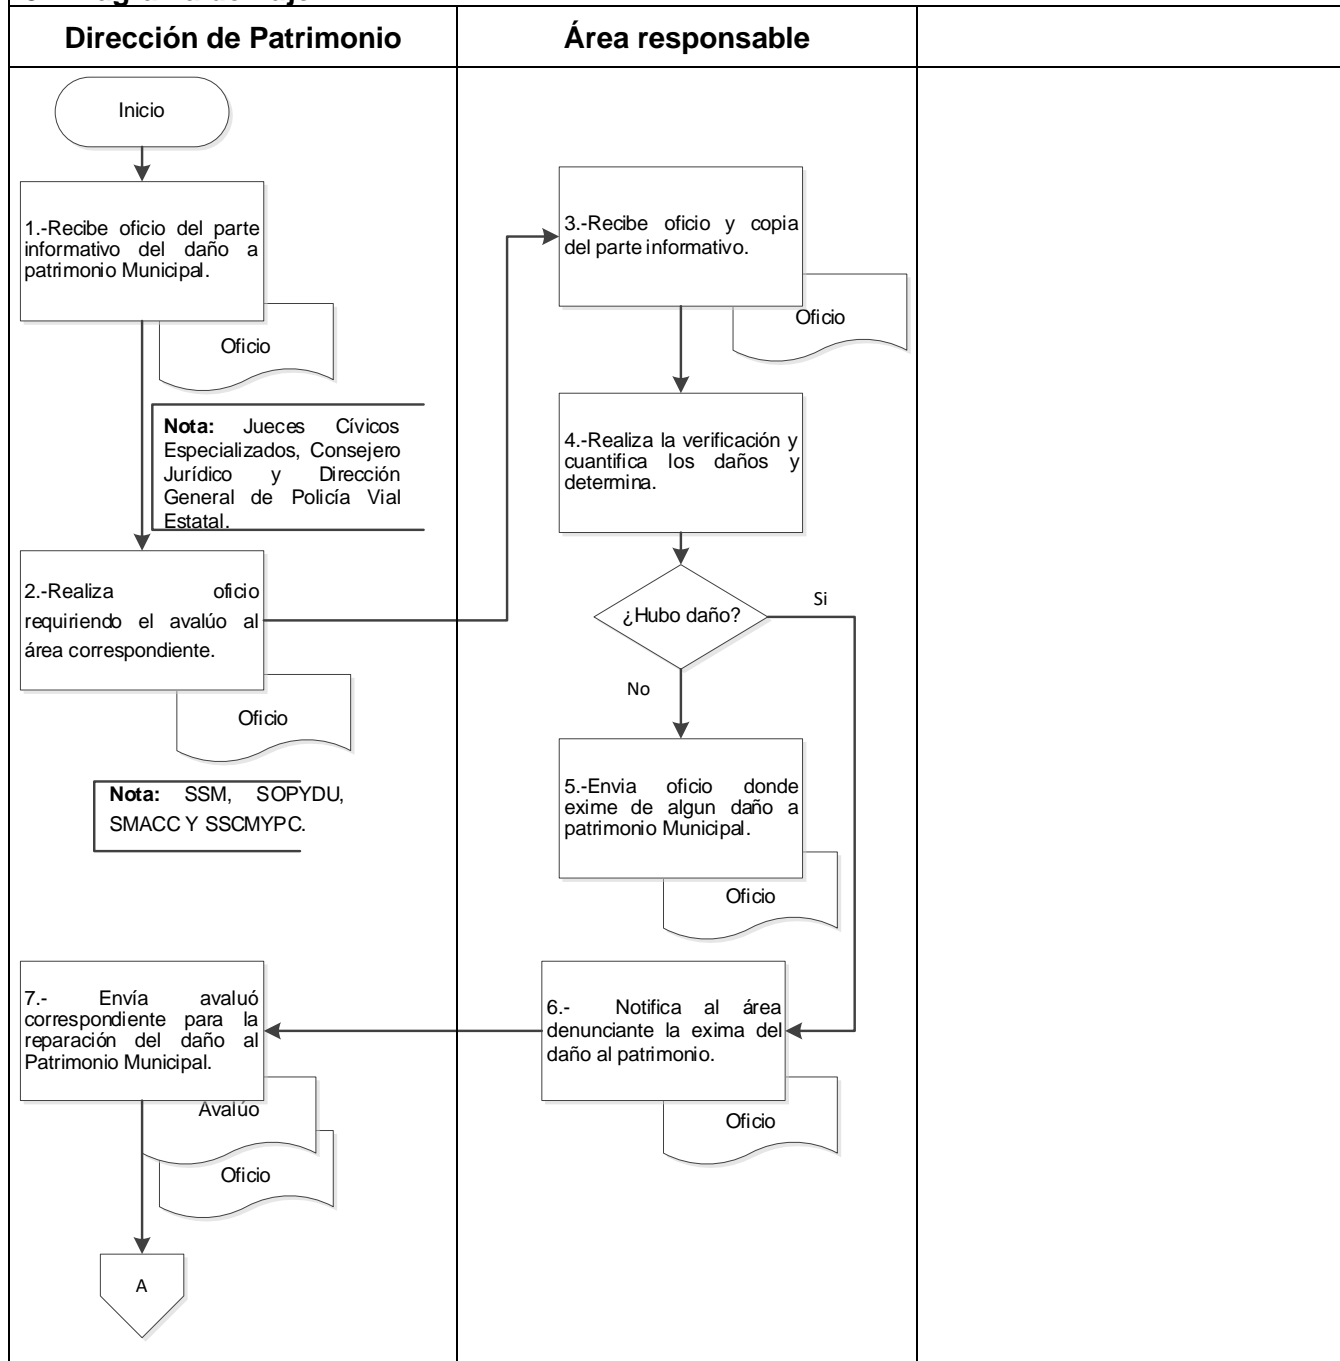 Dirección de Patrimonio
Área responsable
Inicio
1.-Recibe oficio del parte
informativo del daño a
patrimonio Municipal.
Oficio
Nota: Jueces Cívicos
Especializados, Consejero
Jurídico y Dirección
General de Policía Vial
Estatal.
2.-Realiza oficio
requiriendo el avalúo al
área correspondiente.
Oficio
Nota: SSM, SOPYDU,
SMACC Y SSCMYPC.
3.-Recibe oficio y copia
del parte informativo.
Oficio
4.-Realiza la verificación y
cuantifica los daños y
determina.
¿Hubo daño?
Si
No
5.-Envia oficio donde
exime de algun daño a
patrimonio Municipal.
Oficio
6.- Notifica al área
denunciante la exima del
daño al patrimonio.
Oficio
7.- Envía avaluó
correspondiente para la
reparación del daño al
Patrimonio Municipal.
Avalúo
Oficio
A